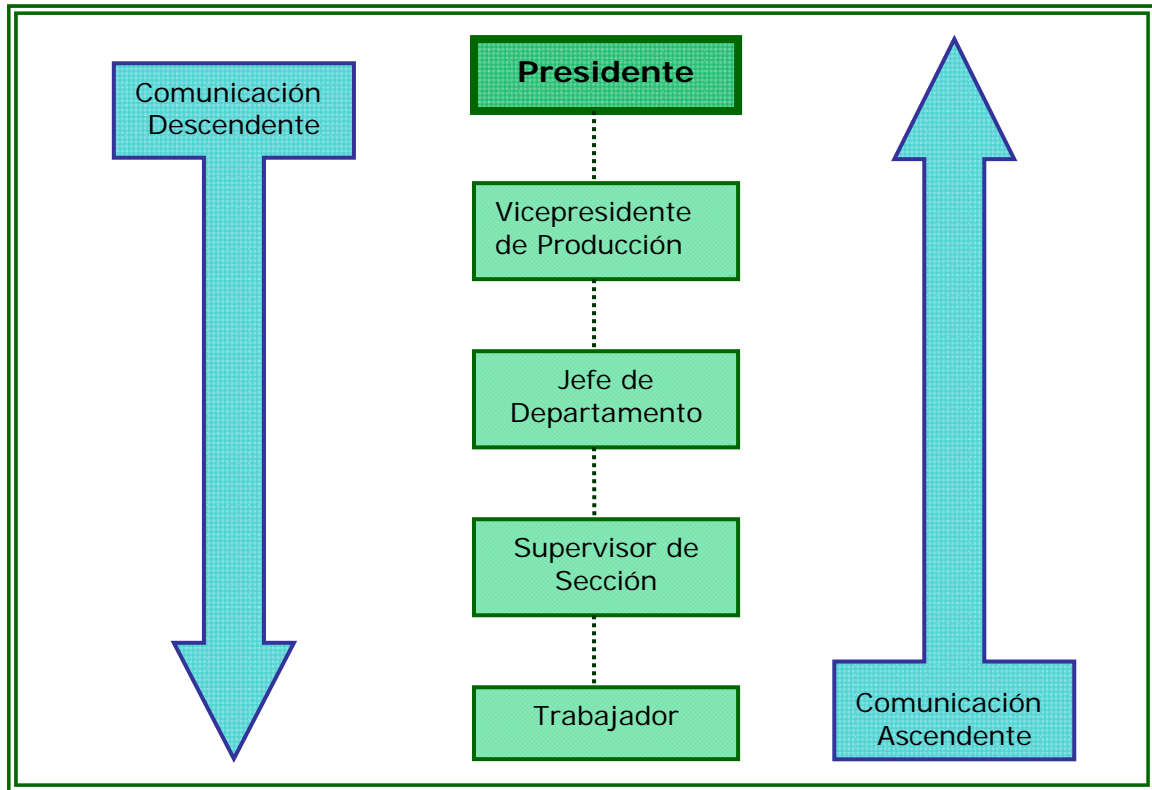 Comunicación
Descendente
Presidente
Vicepresidente
de Producción
Jefe de
Departamento
Supervisor de
Sección
Trabajador
Comunicación
Ascendente